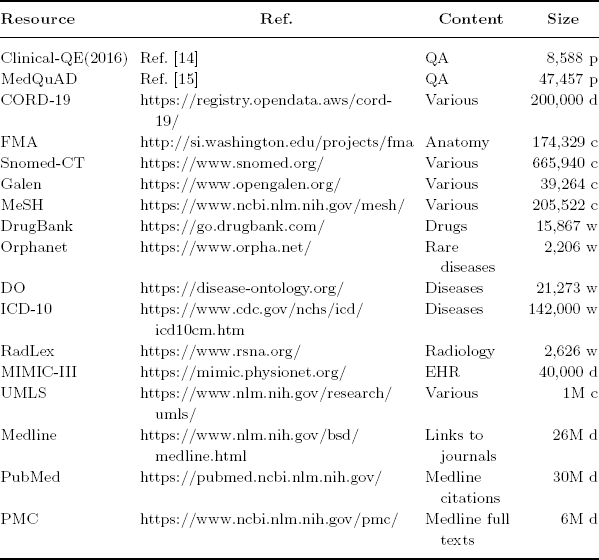 Resource Ref. Content Size
Clinical-QE(2016) Ref. [14] QA 8,588 p
MedQuAD Ref. [15] QA 47,457 p
CORD-19 https://registry.opendata.aws/cord- Various 200,000 d
19/
FMA http://si.washington.edu/projects/fma Anatomy 174,329 c
Snomed-CT https://www.snomed.org/ Various 665,940 c
Galen https://www.opengalen.org/ Various 39,264 c
MeSH https://www.ncbi.nlm.nih.gov/mesh/ Various 205,522 c
DrugBank https://go.drugbank.com/ Drugs 15,867 w
Orphanet https://www.orpha.net/ Rare 2,206 w
diseases
DO https://disease-ontology.org/ Diseases 21,273 w
ICD-10 https://www.cdc.gov/nchs/icd/ Diseases 142,000 w
icd10cm.htm
RadLex https://www.rsna.org/ Radiology 2,626 w
MIMIC-III https://mimic.physionet.org/ EHR 40,000 d
UMLS https://www.nlm.nih.gov/research/ Various 1M c
umls/
Medline https://www.nlm.nih.gov/bsd/ Links to 26M d
medline.html journals
PubMed https://pubmed.ncbi.nlm.nih.gov/ Medline 30M d
citations
PMC https://www.ncbi.nlm.nih.gov/pmc/ Medline full 6M d
texts